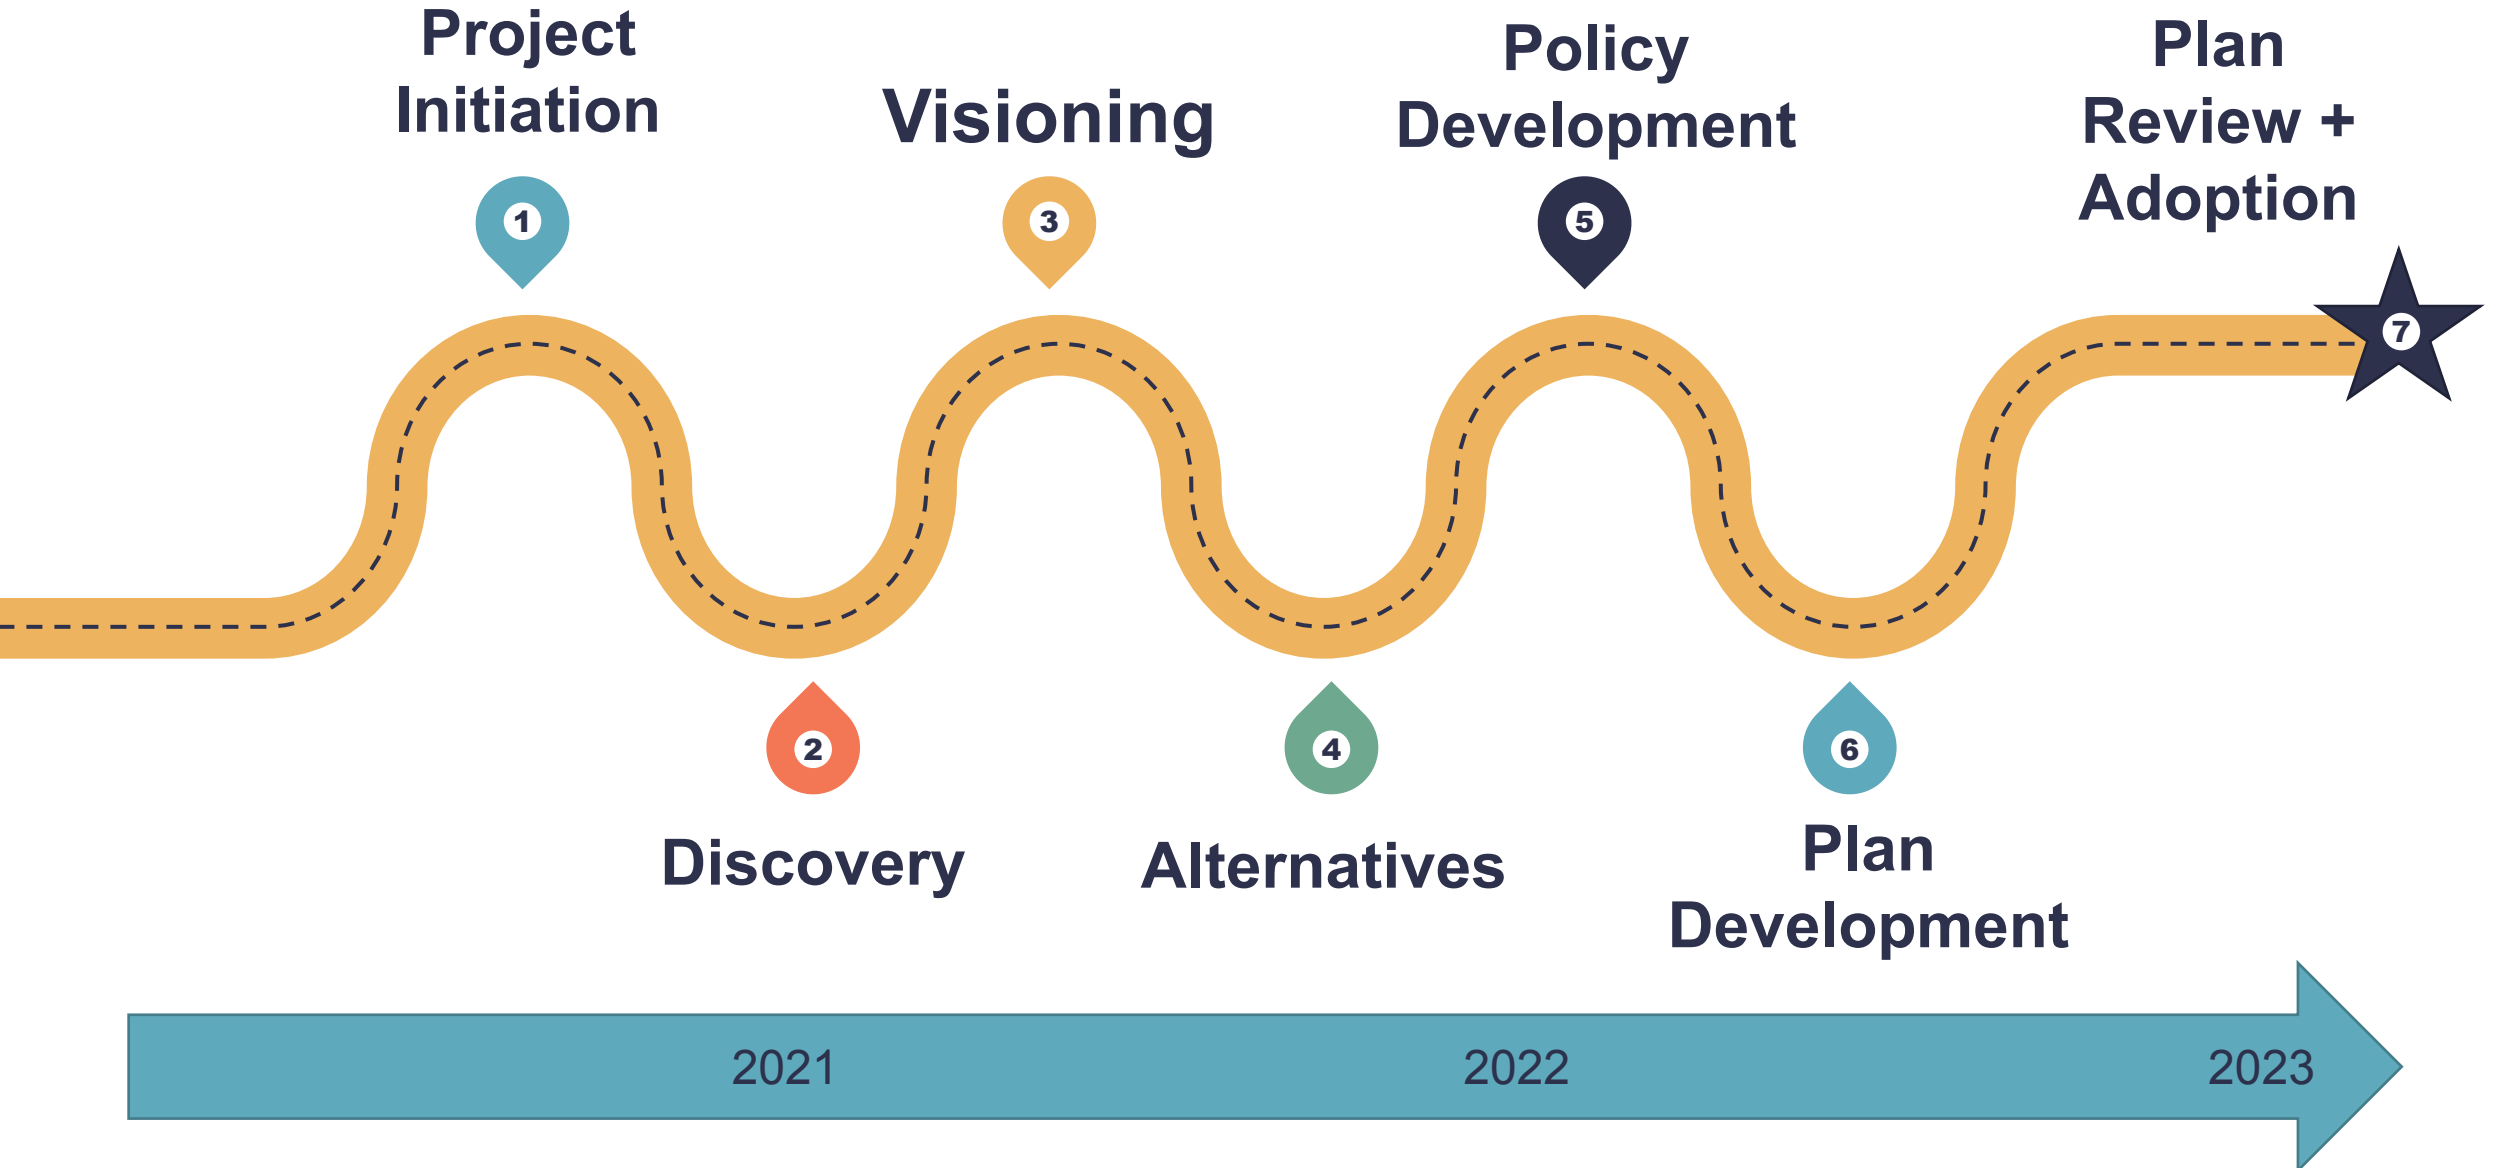 Project
Initiation
1
Discovery
2
Visioning
3
Alternatives
4
Policy
Development
5
Plan
Development
6
Plan
Review +
Adoption
7
2021
2022
2023